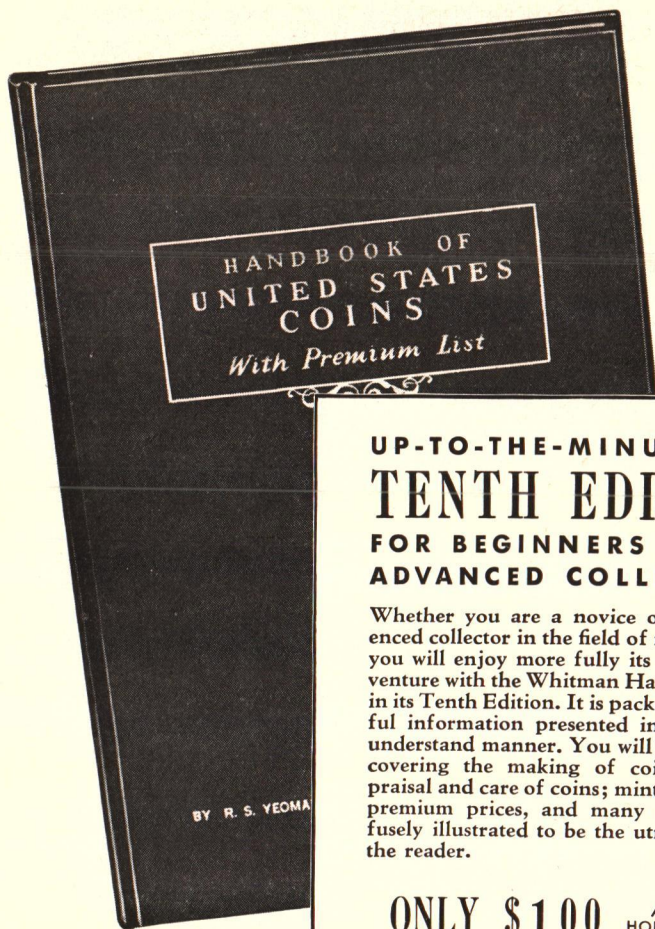 HANDBOOK OF
UNITED STATES
COINS
With Premium List
BY R. S. YEOMA
UP-TO-THE-MINU
TENTH EDI
FOR BEGINNERS
ADVANCED COLL
Whether you are a novice o
enced collector in the field of
you will enjoy more fully its
venture with the Whitman Ha
in its Tenth Edition. It is pack
ful information presented in
understand manner. You will
covering the making of coi
praisal and care of coins; mint
premium prices, and many
fusely illustrated to be the ut
the reader.
ONLY $1.00